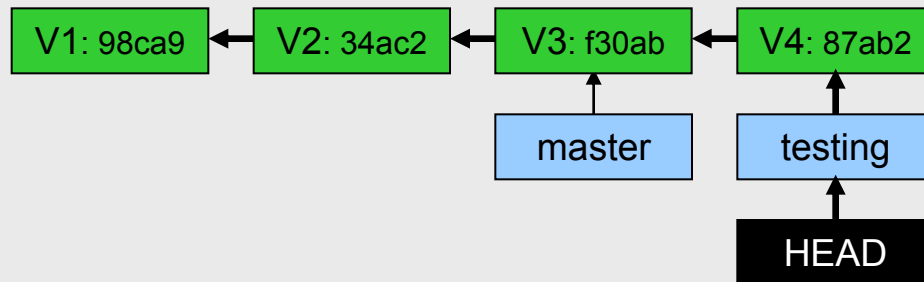 V1: 98ca9
V2: 34ac2
V3: f30ab
V4: 87ab2
master
testing
HEAD